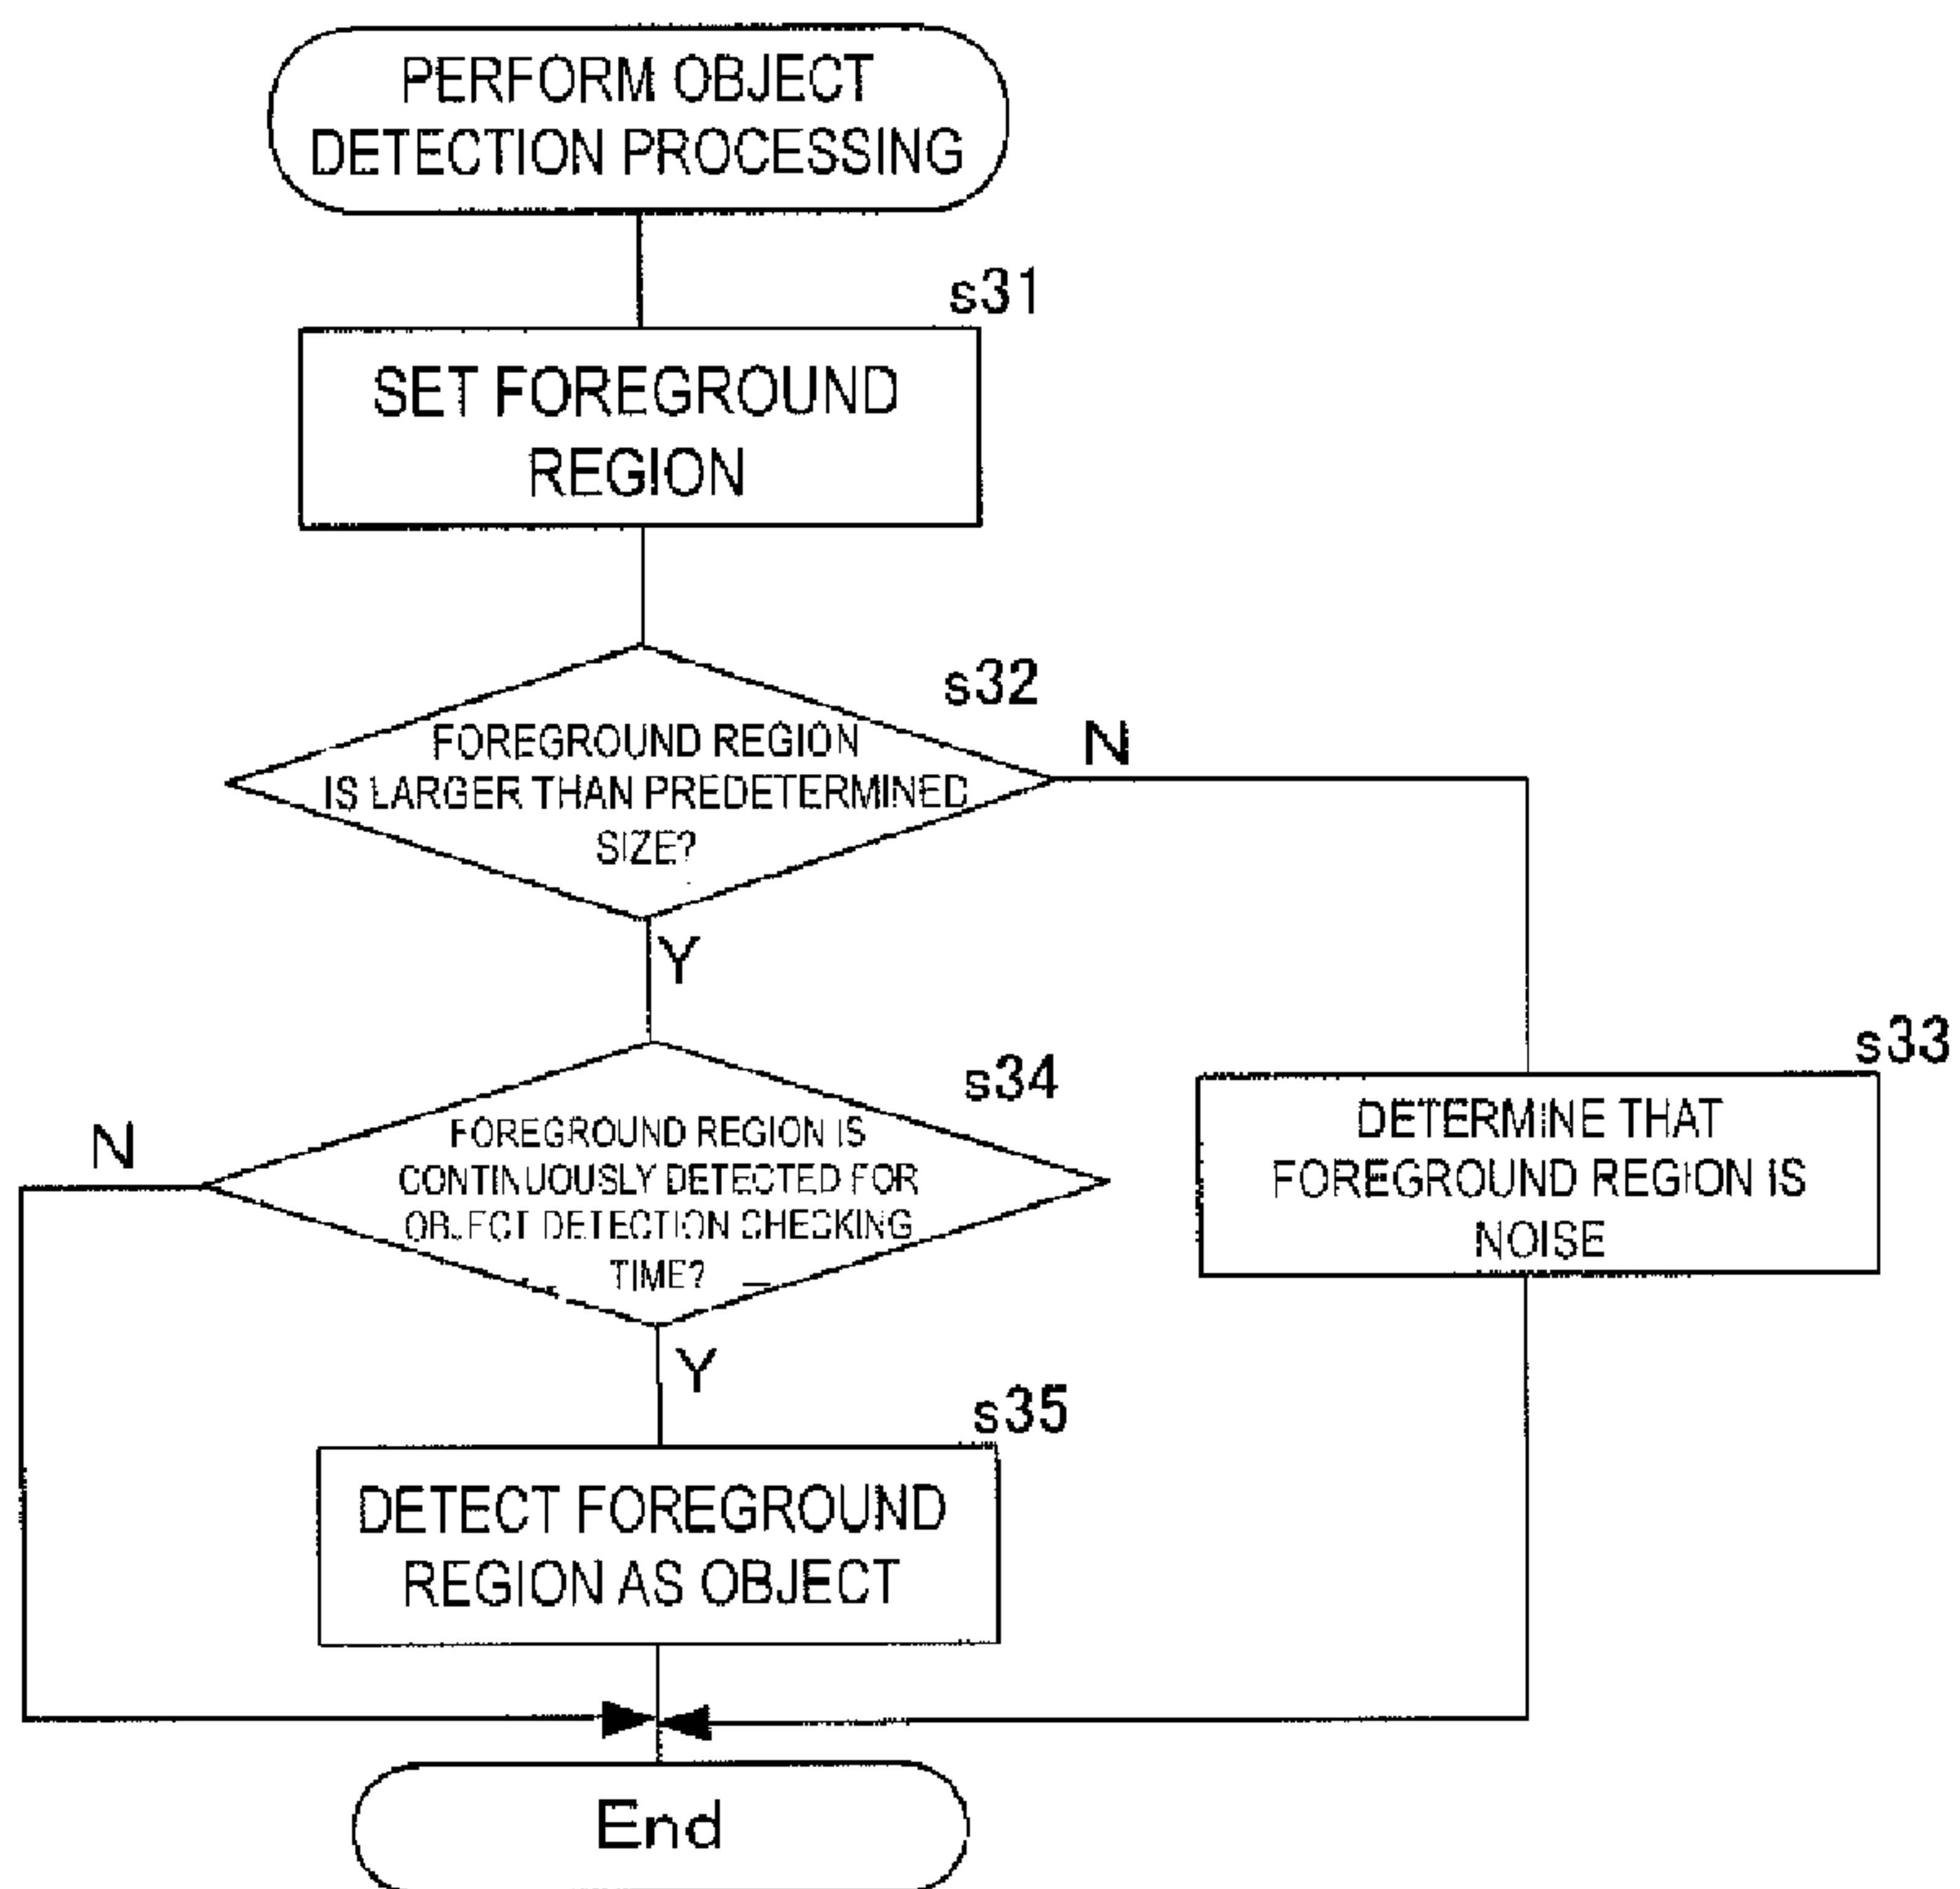 PERFORM OBJECT
DETECTION PROCESSING
s31
SET FOREGROUND
REGION
s32
FOREGROUND REGION
IS LARGER THAN PREDETERMINED
SIZE?
N
Y
s33
DETERMINE THAT
FOREGROUND REGION IS
NOISE
s34
FOREGROUND REGION IS
CONTINUOUSLY DETECTED FOR
OBJECT DETECTION CHECKING
TIME?
N
Y
s35
DETECT FOREGROUND
REGION AS OBJECT
End